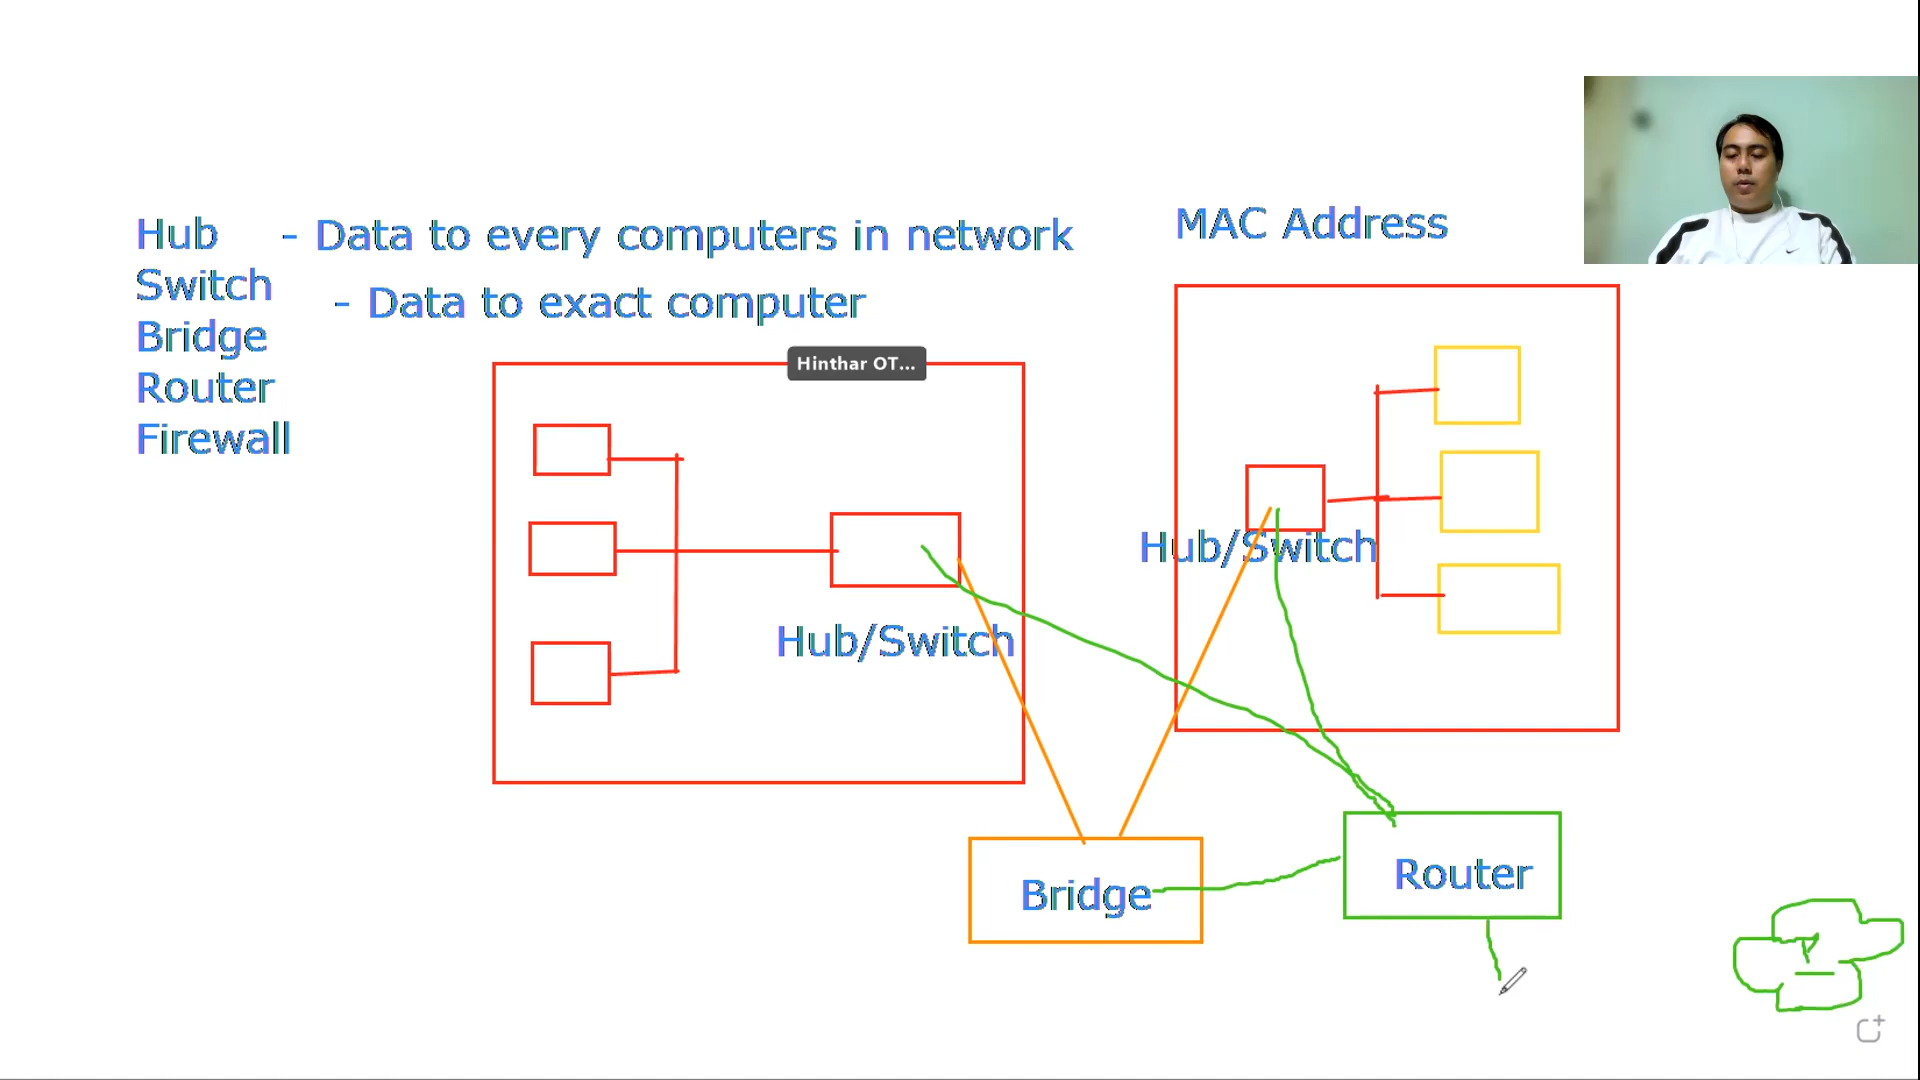 Hub - Data to every computers in network
Switch - Data to exact computer
Bridge
Router
Firewall
MAC Address
Hinthar OT...
Hub/Switch
Hub/Switch
Bridge
Router